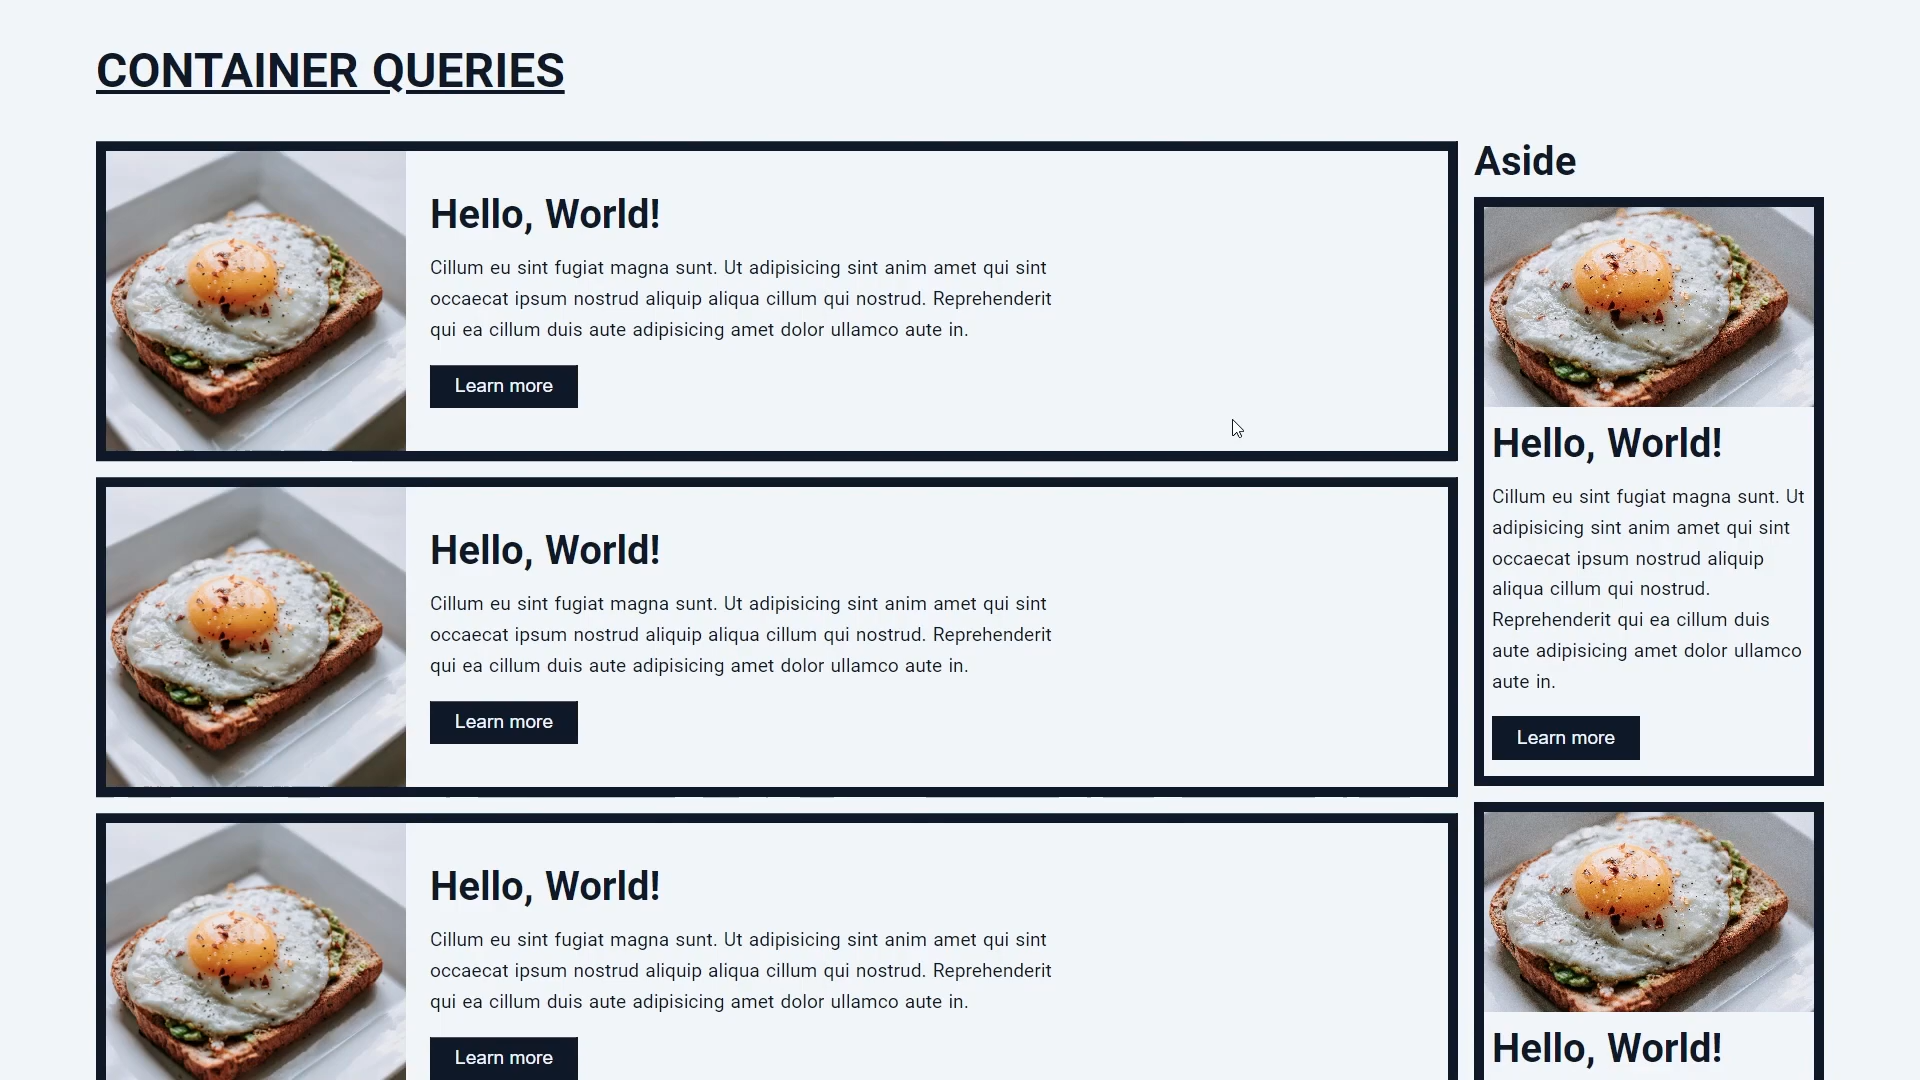 CONTAINER QUERIES
Hello, World!
Cillum eu sint fugiat magna sunt. Ut adipisicing sint anim amet qui sint
occaecat ipsum nostrud aliquip aliqua cillum qui nostrud. Reprehenderit
qui ea cillum duis aute adipisicing amet dolor ullamco aute in.
Learn more
Hello, World!
Cillum eu sint fugiat magna sunt. Ut adipisicing sint anim amet qui sint
occaecat ipsum nostrud aliquip aliqua cillum qui nostrud. Reprehenderit
qui ea cillum duis aute adipisicing amet dolor ullamco aute in.
Learn more
Hello, World!
Cillum eu sint fugiat magna sunt. Ut adipisicing sint anim amet qui sint
occaecat ipsum nostrud aliquip aliqua cillum qui nostrud. Reprehenderit
qui ea cillum duis aute adipisicing amet dolor ullamco aute in.
Learn more
Aside
Hello, World!
Cillum eu sint fugiat magna sunt. Ut
adipisicing sint anim amet qui sint
occaecat ipsum nostrud aliquip
aliqua cillum qui nostrud.
Reprehenderit qui ea cillum duis
aute adipisicing amet dolor ullamco
aute in.
Learn more
Hello, World!